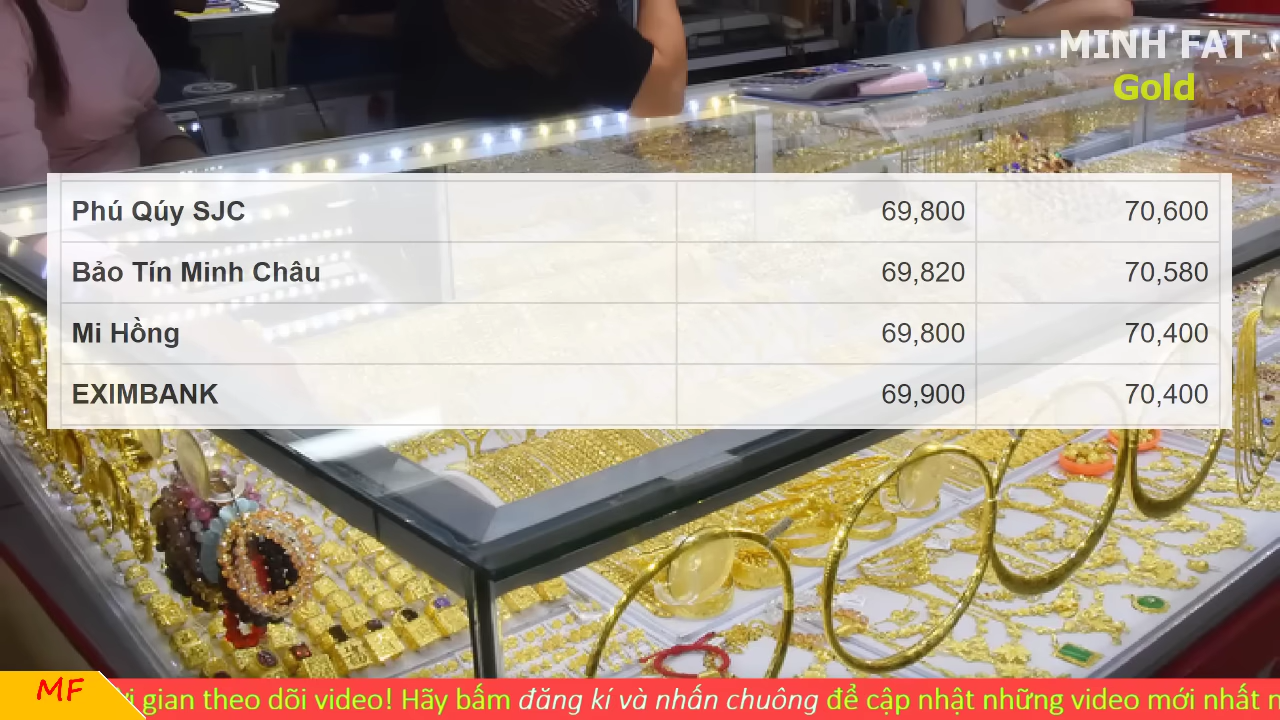 MINH FAT
Gold
Phú Qúy SJC 69,800 70,600
Bảo Tín Minh Châu 69,820 70,580
Mi Hồng 69,800 70,400
EXIMBANK 69,900 70,400
MF gian theo dõi video! Hãy bấm đăng kí và nhấn chuông để cập nhật những video mới nhất